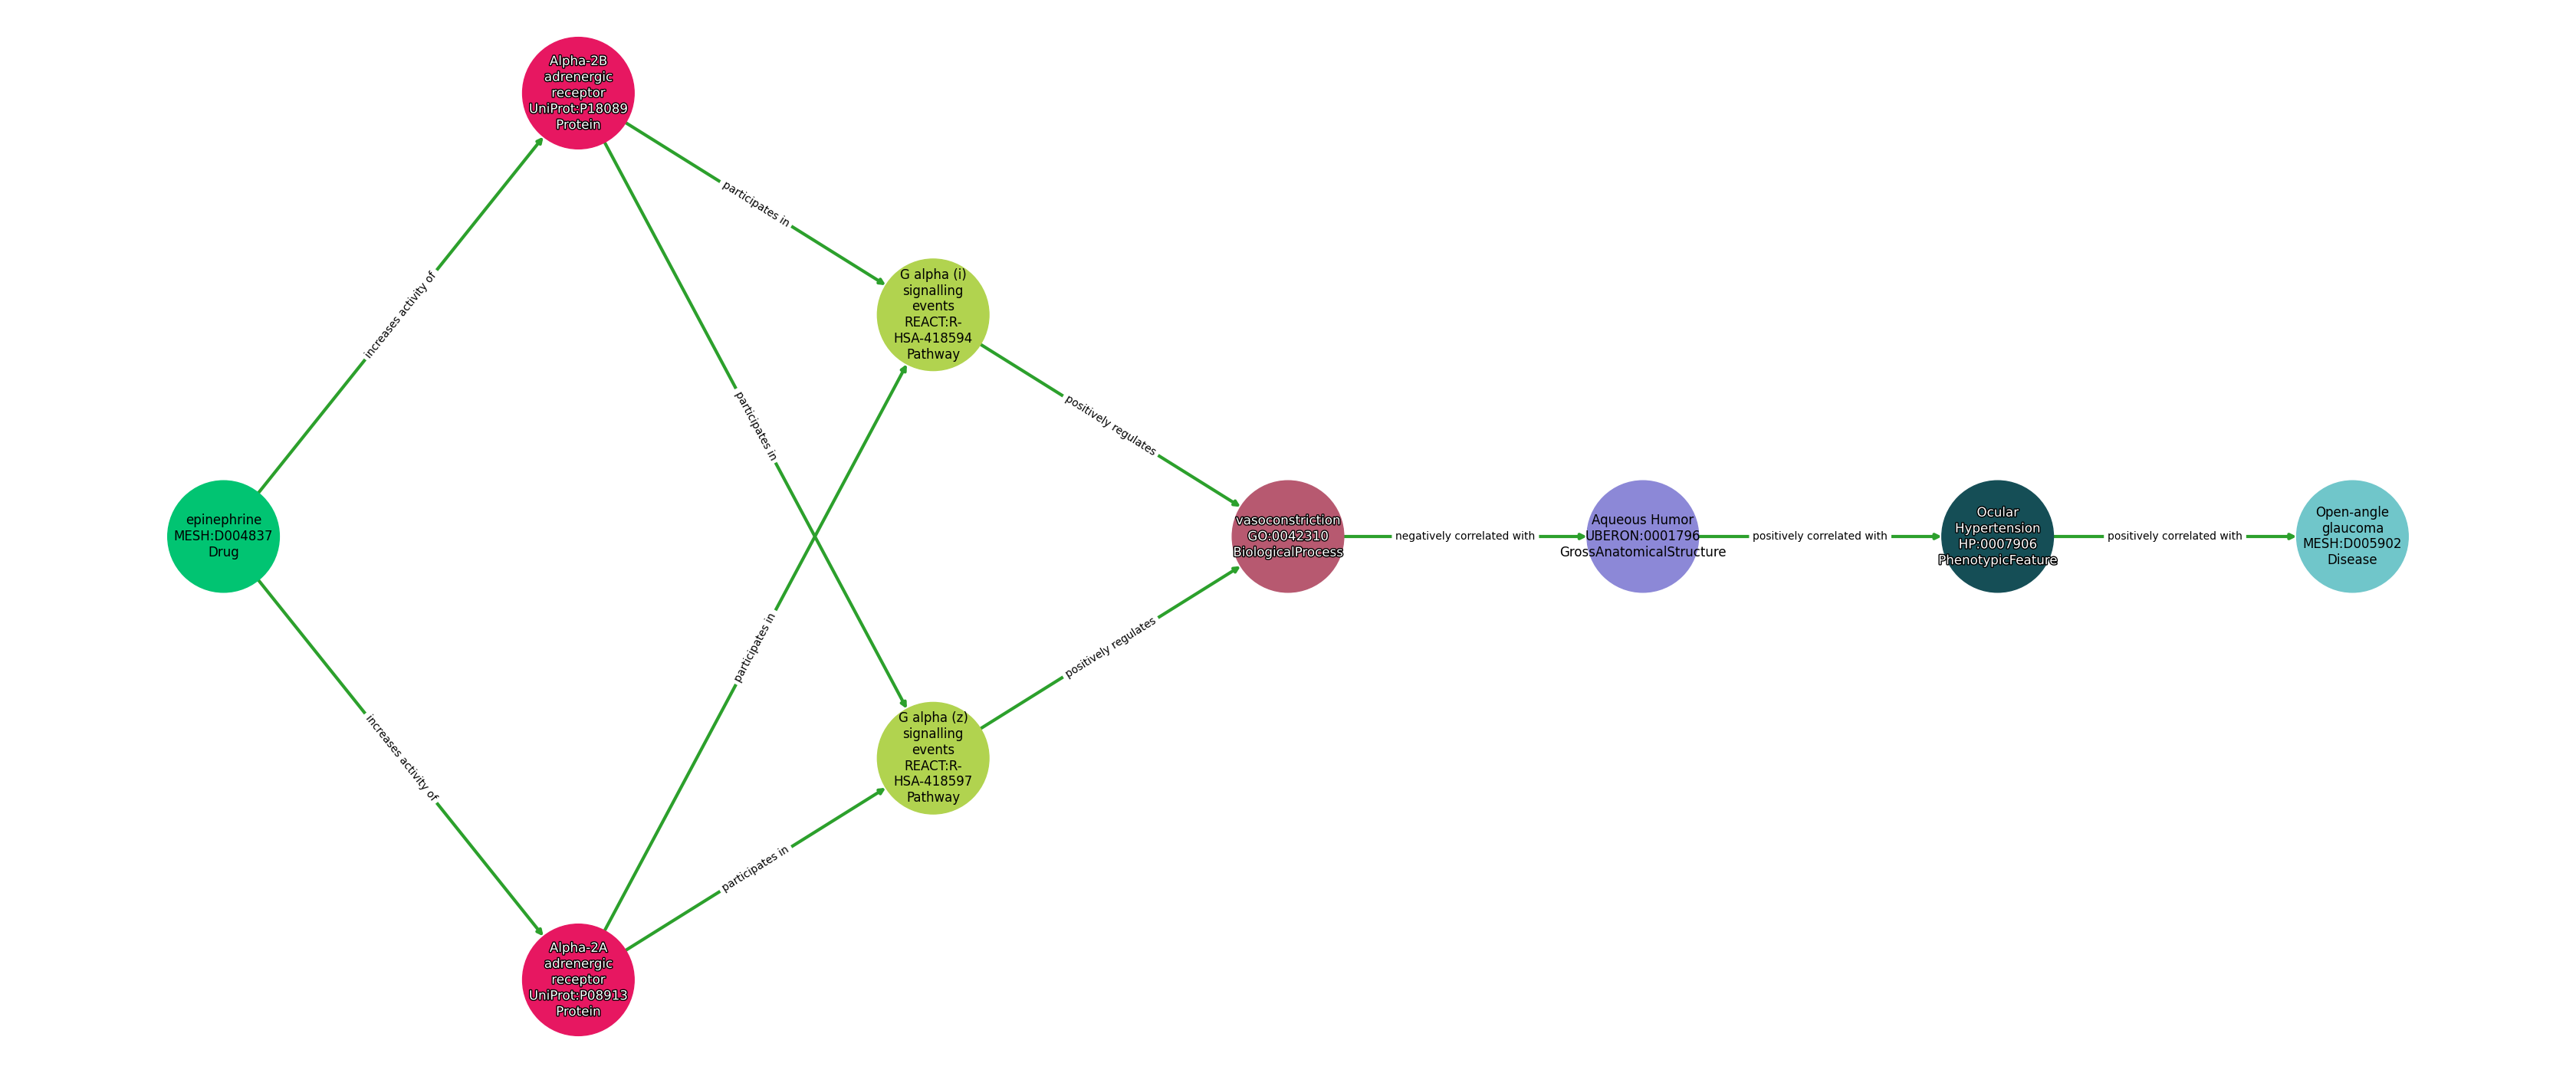 Alpha-2B
adrenergic
receptor
UniProt:P18089
Protein
participates in
G alpha (i)
signalling
events
REACT:R-
HSA-418594
Pathway
increases activity of
participates in
positively regulates
epinephrine
MESH:D004837
Drug
vasoconstriction
GO:0042310
BiologicalProcess
negatively correlated with
Aqueous Humor
UBERON:0001796
GrossAnatomicalStructure
positively correlated with
Ocular
Hypertension
HP:0007906
PhenotypicFeature
positively correlated with
Open-angle
glaucoma
MESH:D005902
Disease
participates in
positively regulates
increases activity of
G alpha (z)
signalling
events
REACT:R-
HSA-418597
Pathway
participates in
Alpha-2A
adrenergic
receptor
UniProt:P08913
Protein